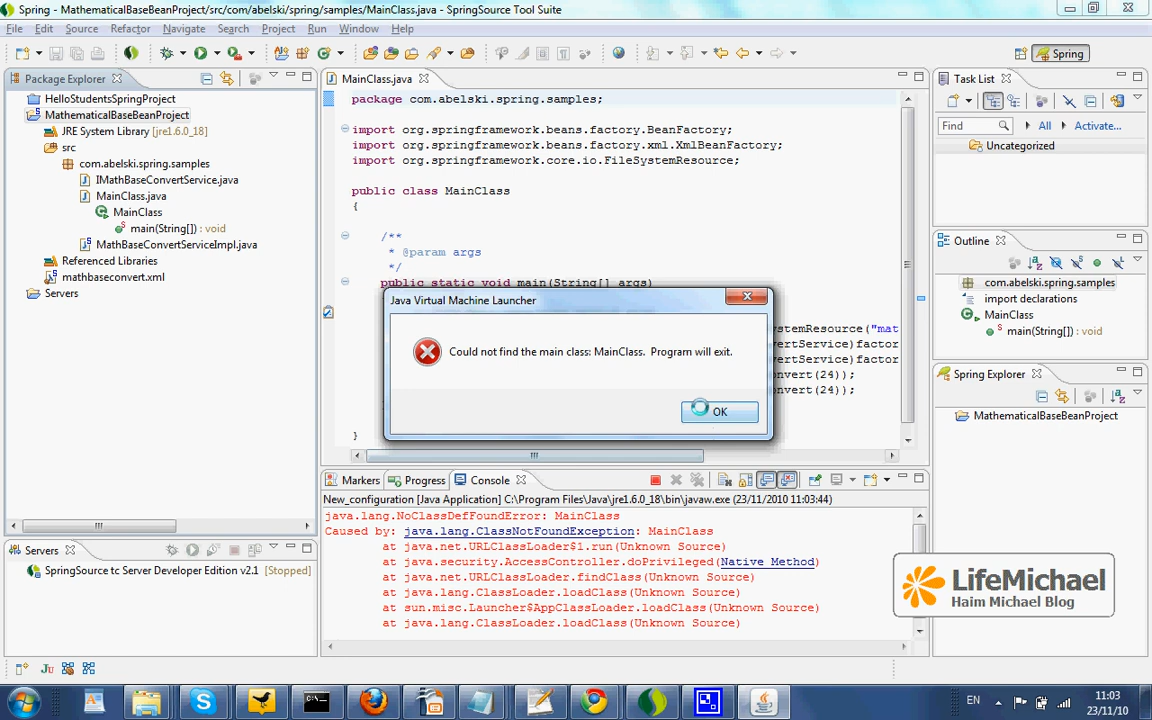 Spring - MathematicalBaseBeanProject/src/com/abelski/spring/samples/MainClass.java - SpringSource Tool Suite
File Edit Source Refactor Navigate Search Project Run Window Help
Spring
Package Explorer
HelloStudentsSpringProject
MathematicalBaseBeanProject
JRE System Library [jre1.6.0_18]
src
com.abelski.spring.samples
IMathBaseConvertService.java
MainClass.java
MainClass
main(String[]) : void
MathBaseConvertServiceImpl.java
Referenced Libraries
mathbaseconvert.xml
Servers
MainClass.java
package com.abelski.spring.samples;
import org.springframework.beans.factory.BeanFactory;
import org.springframework.beans.factory.xml.XmlBeanFactory;
import org.springframework.core.io.FileSystemResource;
public class MainClass
{
/**
* @param args
*/
public static void main(String[] args)
ystemResource("mat
vertService)factor
vertService)factor
nvert(24));
nvert(24));
}
Java Virtual Machine Launcher
Could not find the main class: MainClass. Program will exit.
OK
Task List
Find All Activate...
Uncategorized
Outline
com.abelski.spring.samples
import declarations
MainClass
main(String[]) : void
Spring Explorer
MathematicalBaseBeanProject
Servers
SpringSource tc Server Developer Edition v2.1 [Stopped]
Markers Progress Console
New_configuration [Java Application] C:\Program Files\Java\jre1.6.0_18\bin\javaw.exe (23/11/2010 11:03:44)
java.lang.NoClassDefFoundError: MainClass
Caused by: java.lang.ClassNotFoundException: MainClass
at java.net.URLClassLoader$1.run(Unknown Source)
at java.security.AccessController.doPrivileged(Native Method)
at java.net.URLClassLoader.findClass(Unknown Source)
at java.lang.ClassLoader.loadClass(Unknown Source)
at sun.misc.Launcher$AppClassLoader.loadClass(Unknown Source)
at java.lang.ClassLoader.loadClass(Unknown Source)
LifeMichael
Haim Michael Blog
Ju
EN
11:03
23/11/10